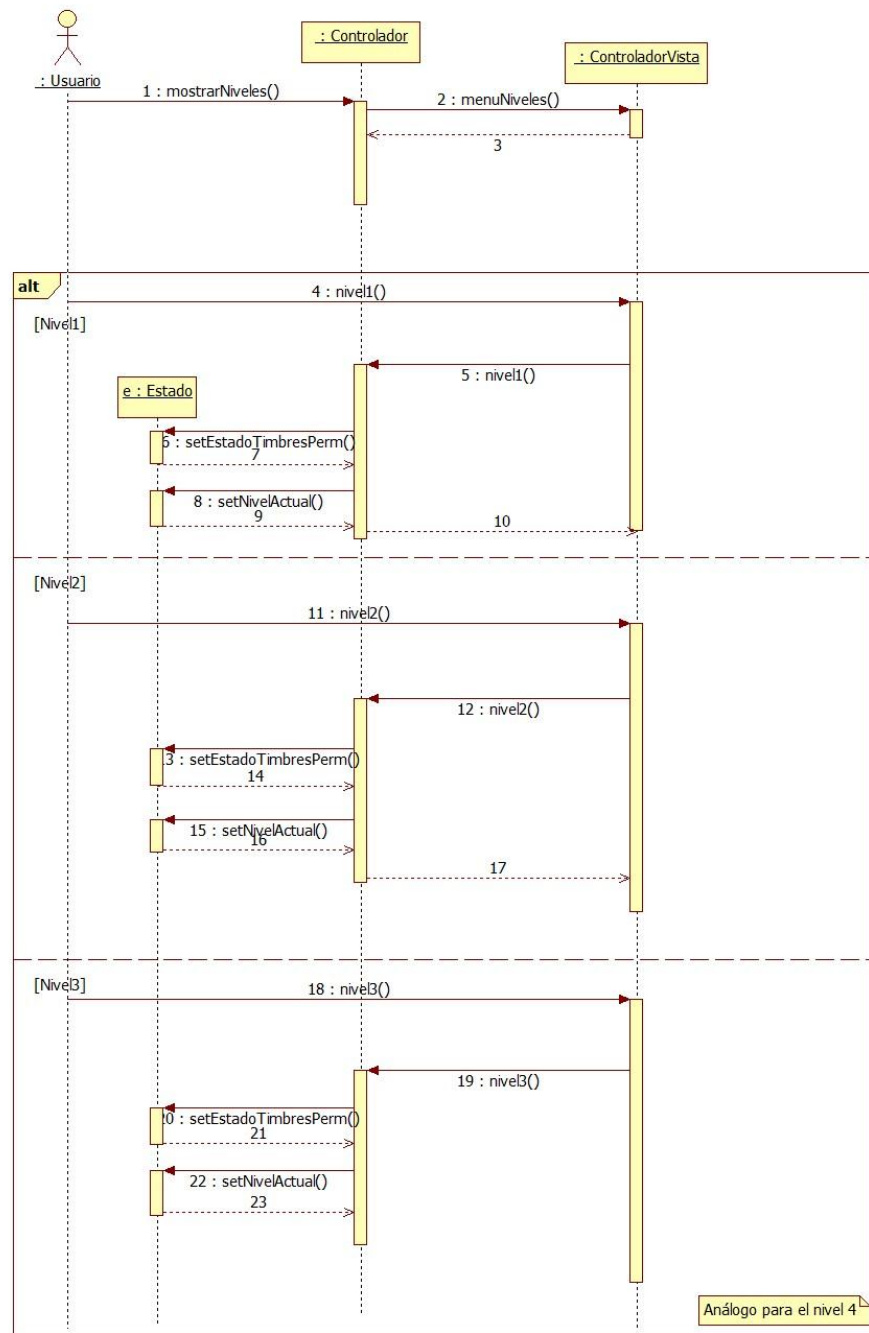 : Usuario
: Controlador
: ControladorVista
1 : mostrarNiveles()
2 : menuNiveles()
3
alt
4 : nivel1()
[Nivel1]
5 : nivel1()
e : Estado
6 : setEstadoTimbresPerm()
7
8 : setNivelActual()
9
10
[Nivel2]
11 : nivel2()
12 : nivel2()
13 : setEstadoTimbresPerm()
14
15 : setNivelActual()
16
17
[Nivel3]
18 : nivel3()
19 : nivel3()
20 : setEstadoTimbresPerm()
21
22 : setNivelActual()
23
Análogo para el nivel 4